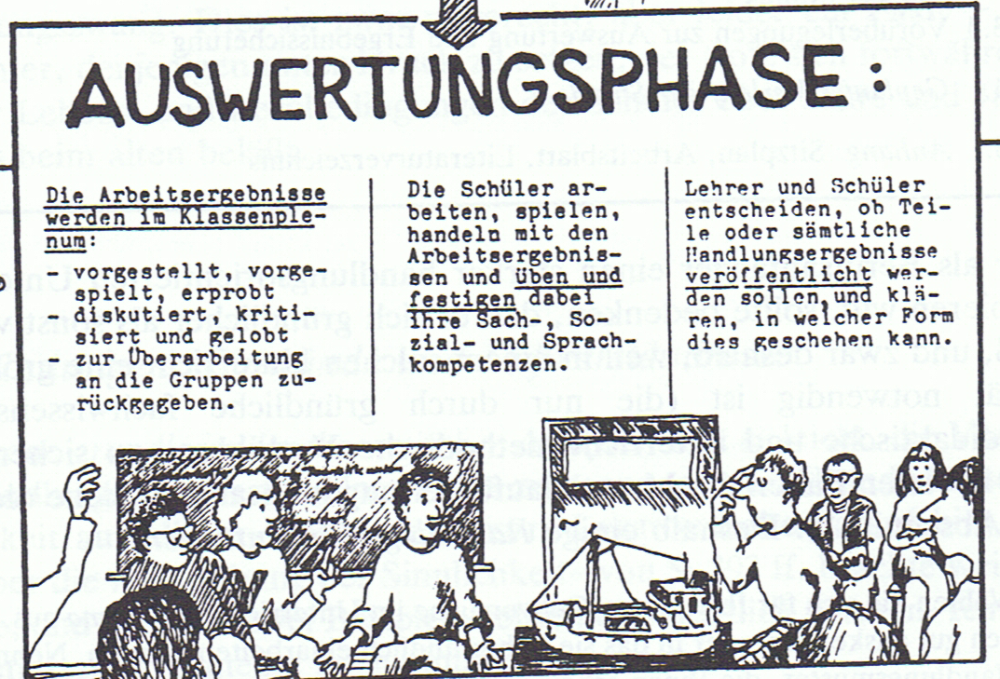 AUSWERTUNGSPHASE :
Die Arbeitsergebnisse
werden im Klassenple-
num:
- vorgestellt, vorge-
spielt, erprobt
- diskutiert, kriti-
siert und gelobt
- zur Überarbeitung
an die Gruppen zu-
rückgegeben.
Die Schüler ar-
beiten, spielen,
handeln mit den
Arbeitsergebnis-
sen und üben und
festigen dabei
ihre Sach-, So-
zial- und Sprach-
kompetenzen.
Lehrer und Schüler
entscheiden, ob Tei-
le oder sämtliche
Handlungsergebnisse
veröffentlicht wer-
den sollen und klä-
ren, in welcher Form
dies geschehen kann.